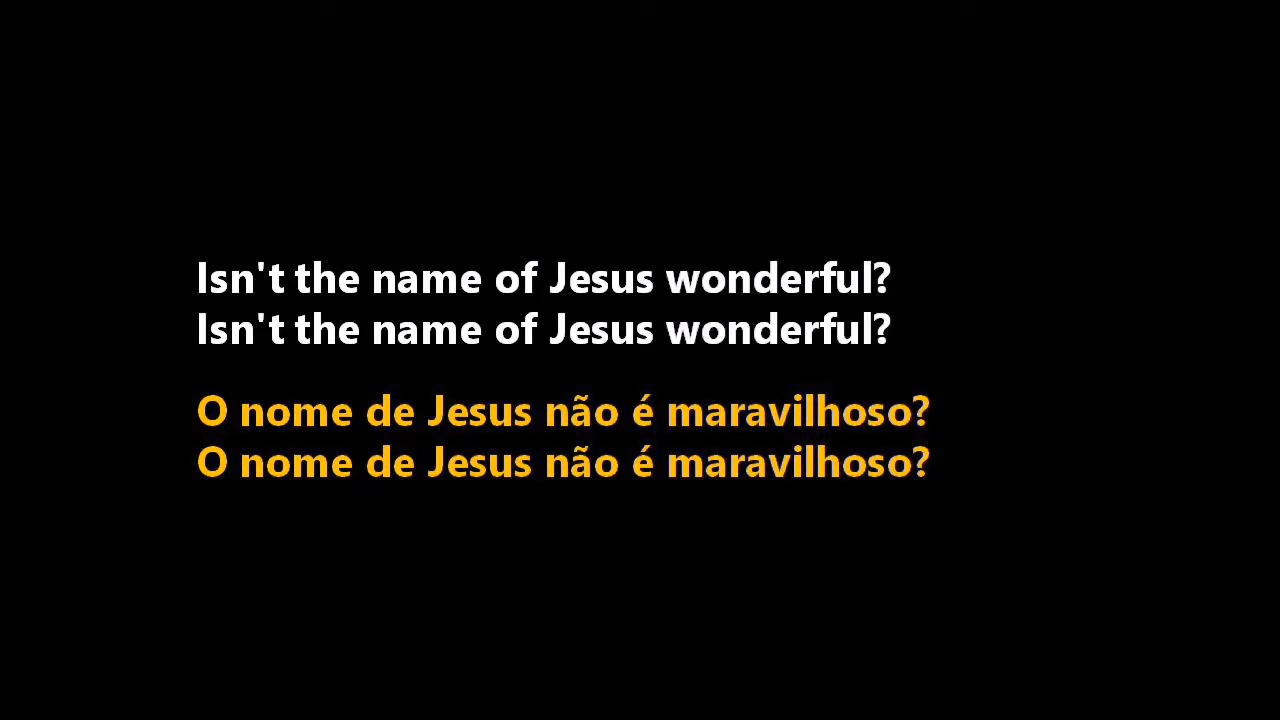 Isn't the name of Jesus wonderful?
Isn't the name of Jesus wonderful?
O nome de Jesus não é maravilhoso?
O nome de Jesus não é maravilhoso?